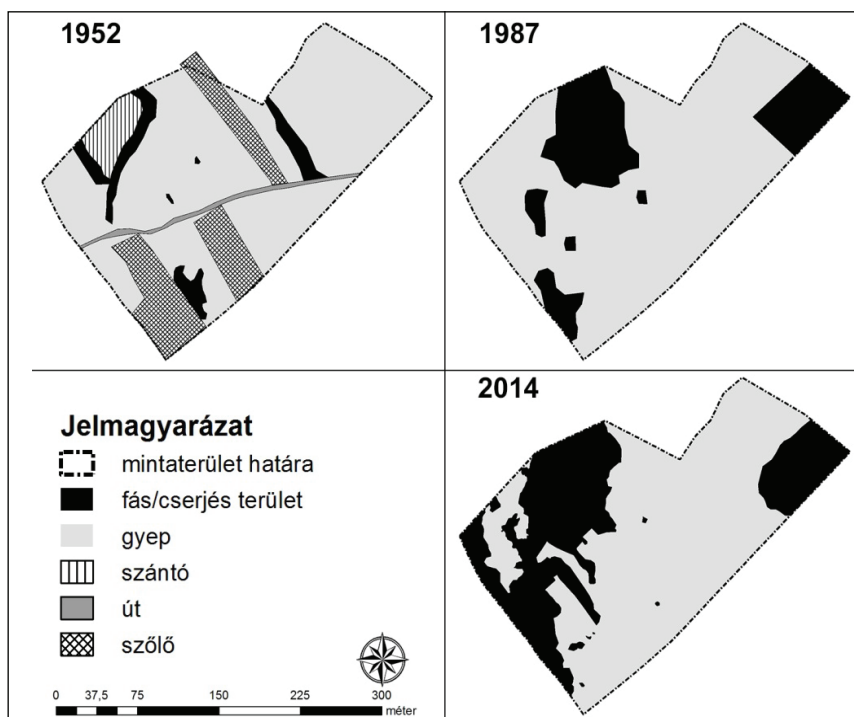 1952
1987
2014
Jelmagyarázat
mintaterület határa
fás/cserjés terület
gyep
szántó
út
szőlő
0 37,5 75 150 225 300
méter